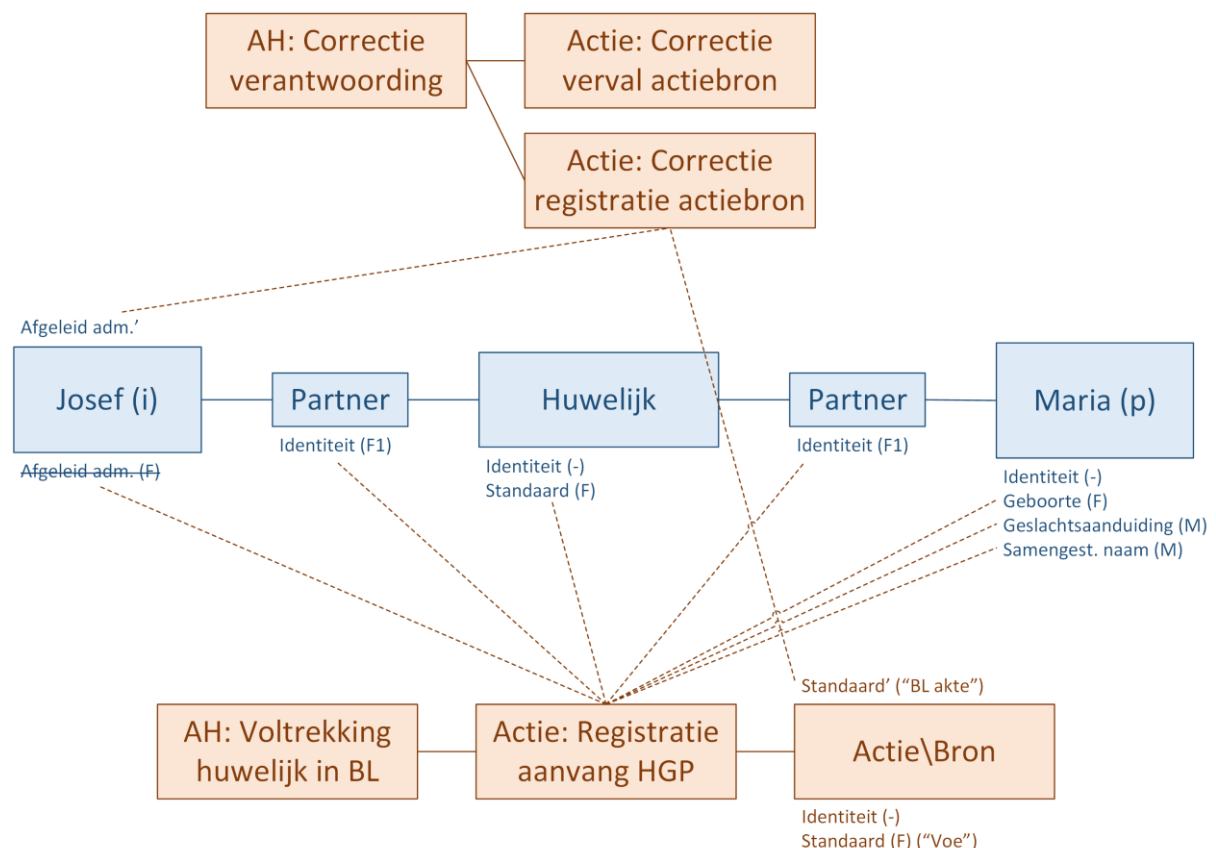 AH: Correctie
verantwoording
Actie: Correctie
verval actiebron
Actie: Correctie
registratie actiebron
Afgeleid adm.’
Josef (i)
Partner
Huwelijk
Partner
Maria (p)
Afgeleid adm. (F)
Identiteit (F1)
Identiteit (-)
Standaard (F)
Identiteit (F1)
Identiteit (-)
Geboorte (F)
Geslachtsaanduiding (M)
Samengest. naam (M)
Standaard’ (“BL akte”)
AH: Voltrekking
huwelijk in BL
Actie: Registratie
aanvang HGP
Actie\Bron
Identiteit (-)
Standaard (F) (“Voe”)